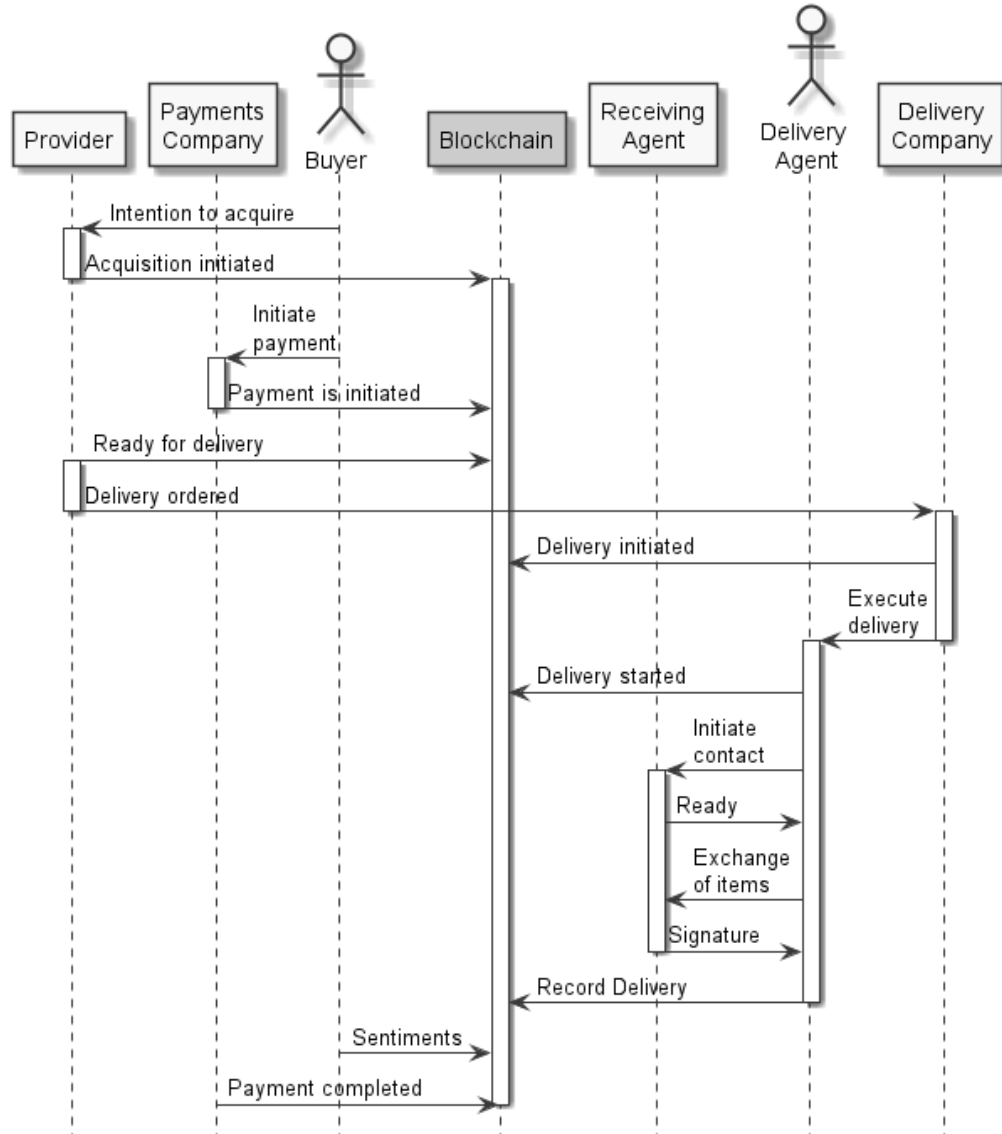 Provider
Payments
Company
Buyer
Blockchain
Receiving
Agent
Delivery
Agent
Delivery
Company
Intention to acquire
Acquisition initiated
Initiate
payment
Payment is initiated
Ready for delivery
Delivery ordered
Delivery initiated
Execute
delivery
Delivery started
Initiate
contact
Ready
Exchange
of items
Signature
Record Delivery
Sentiments
Payment completed